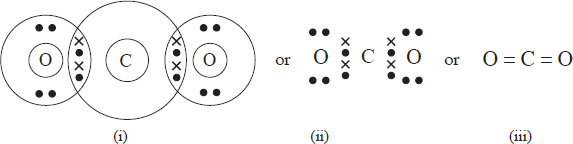 O C O or O C O or O = C = O
(i) (ii) (iii)